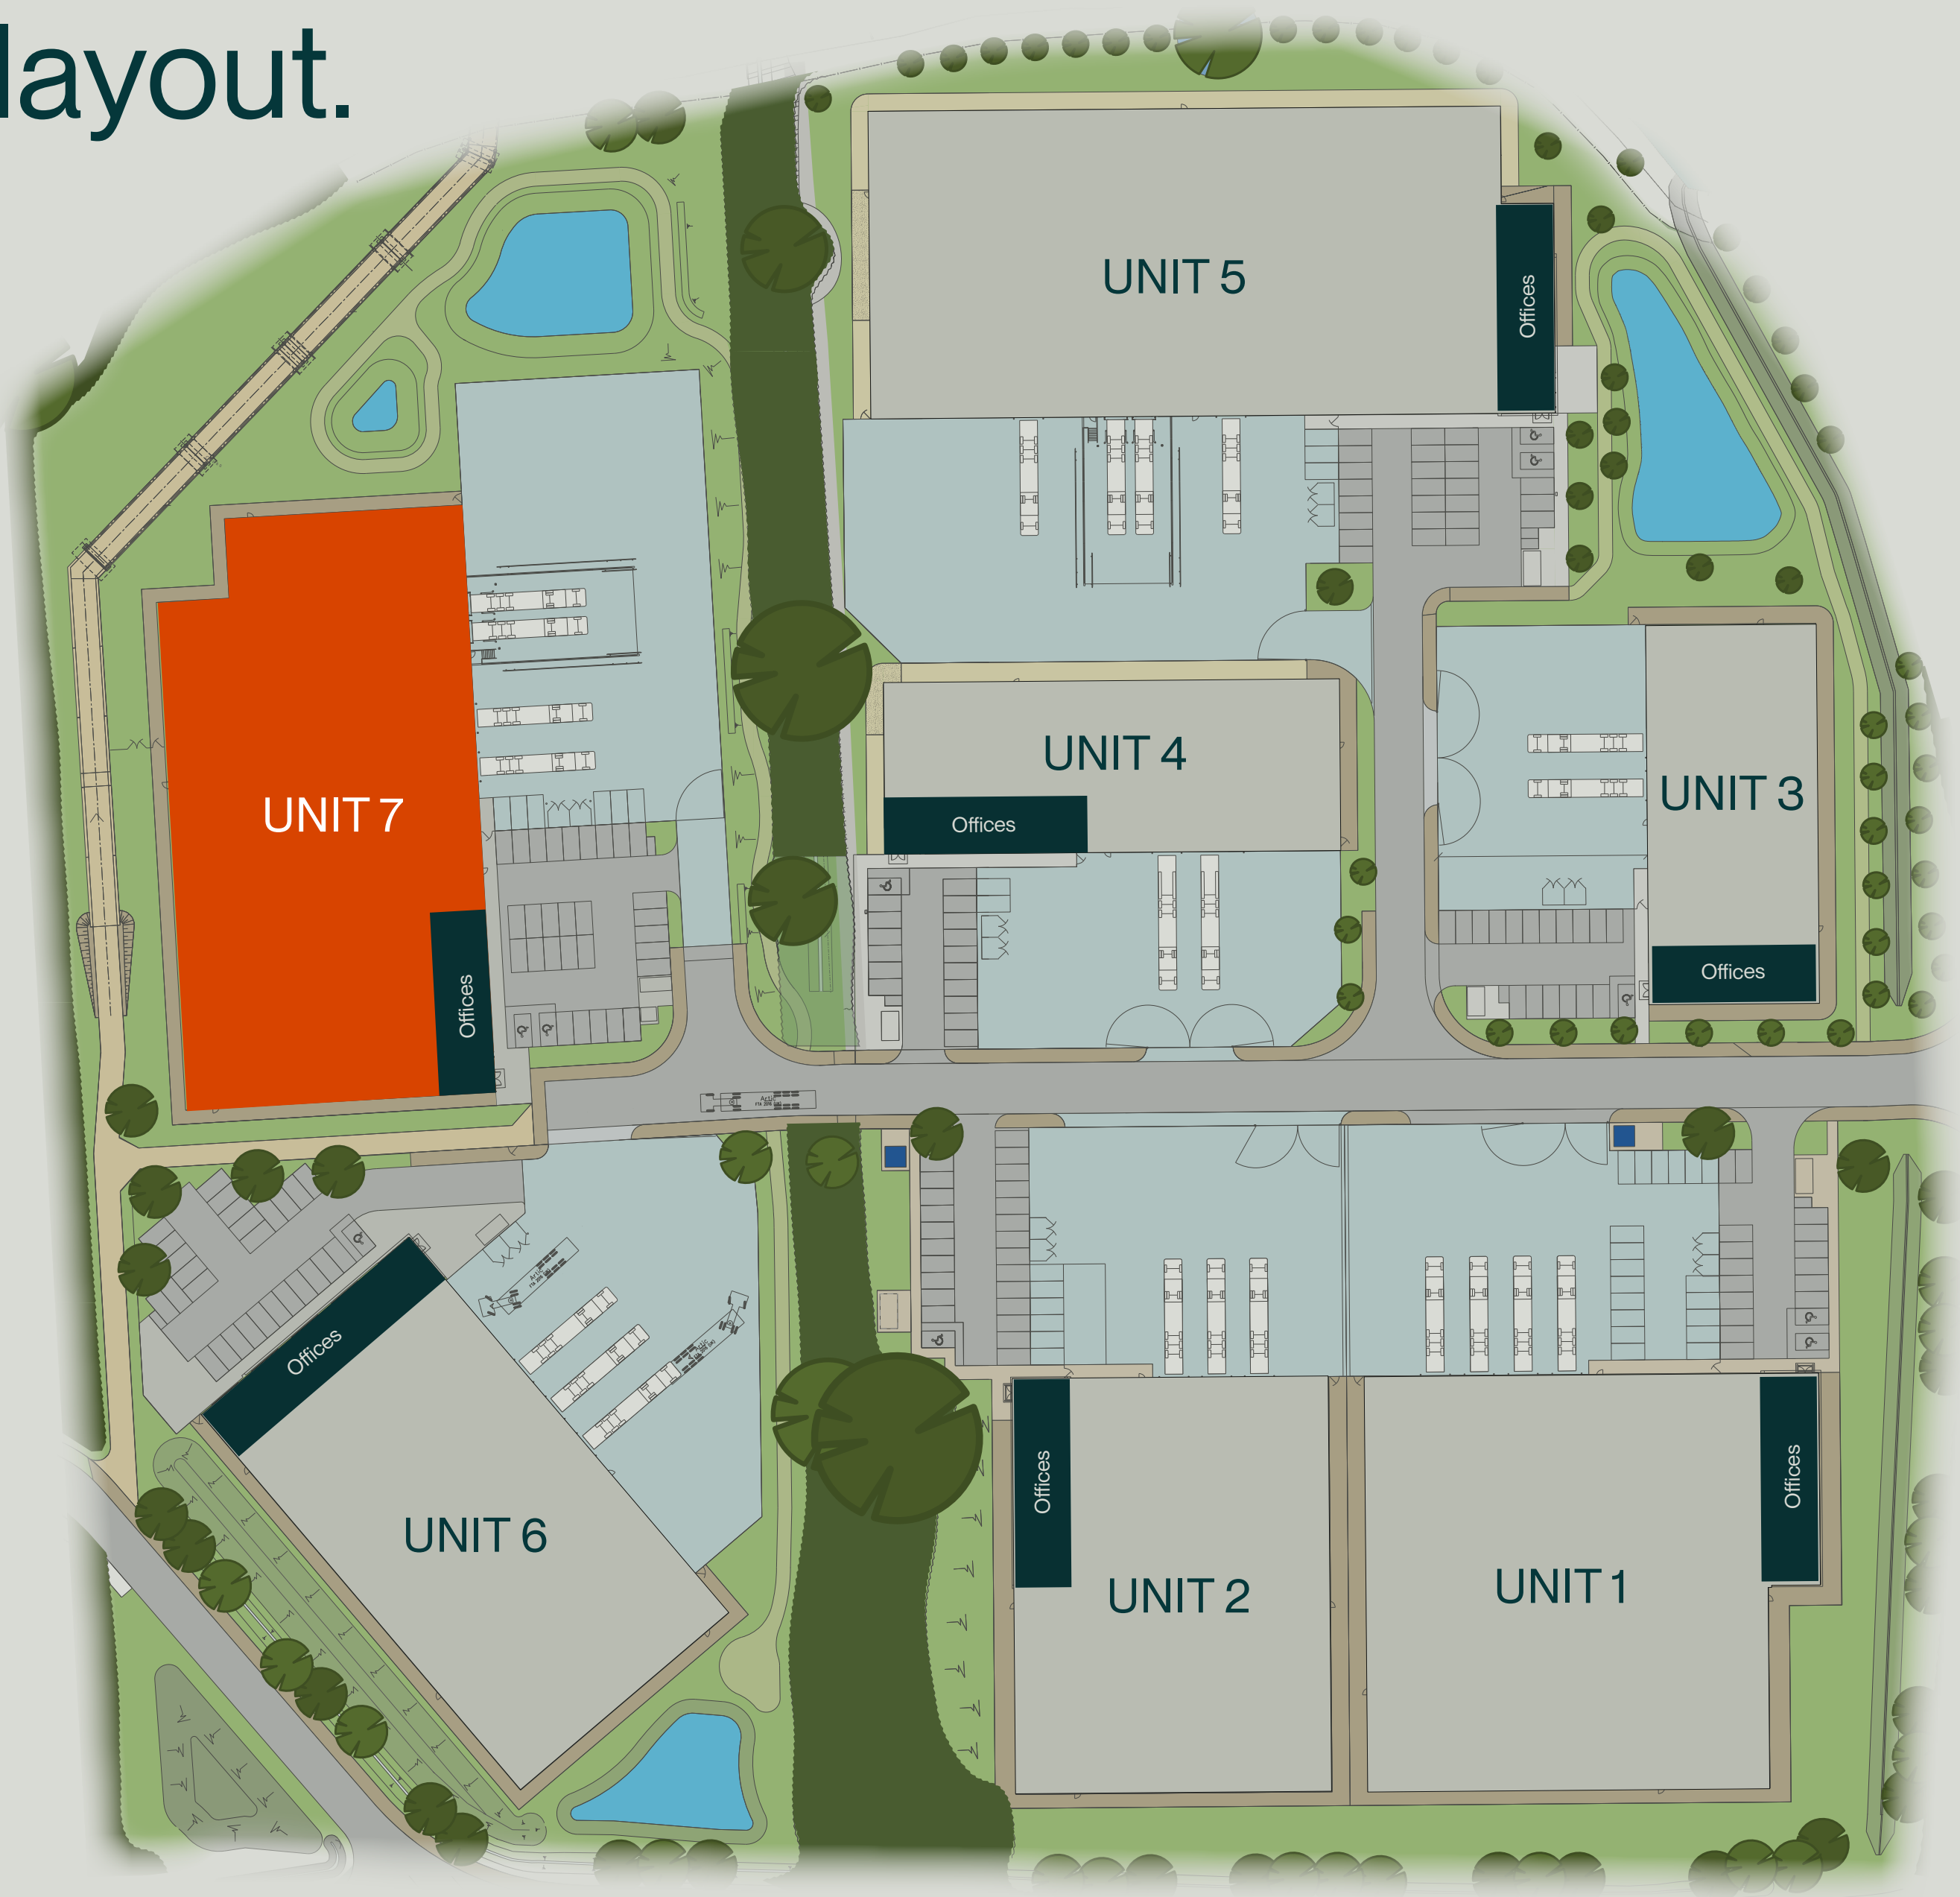 layout.
UNIT 5
Offices
UNIT 7
Offices
UNIT 4
Offices
UNIT 3
Offices
Artic
Offices
UNIT 6
Offices
UNIT 2
Offices
UNIT 1